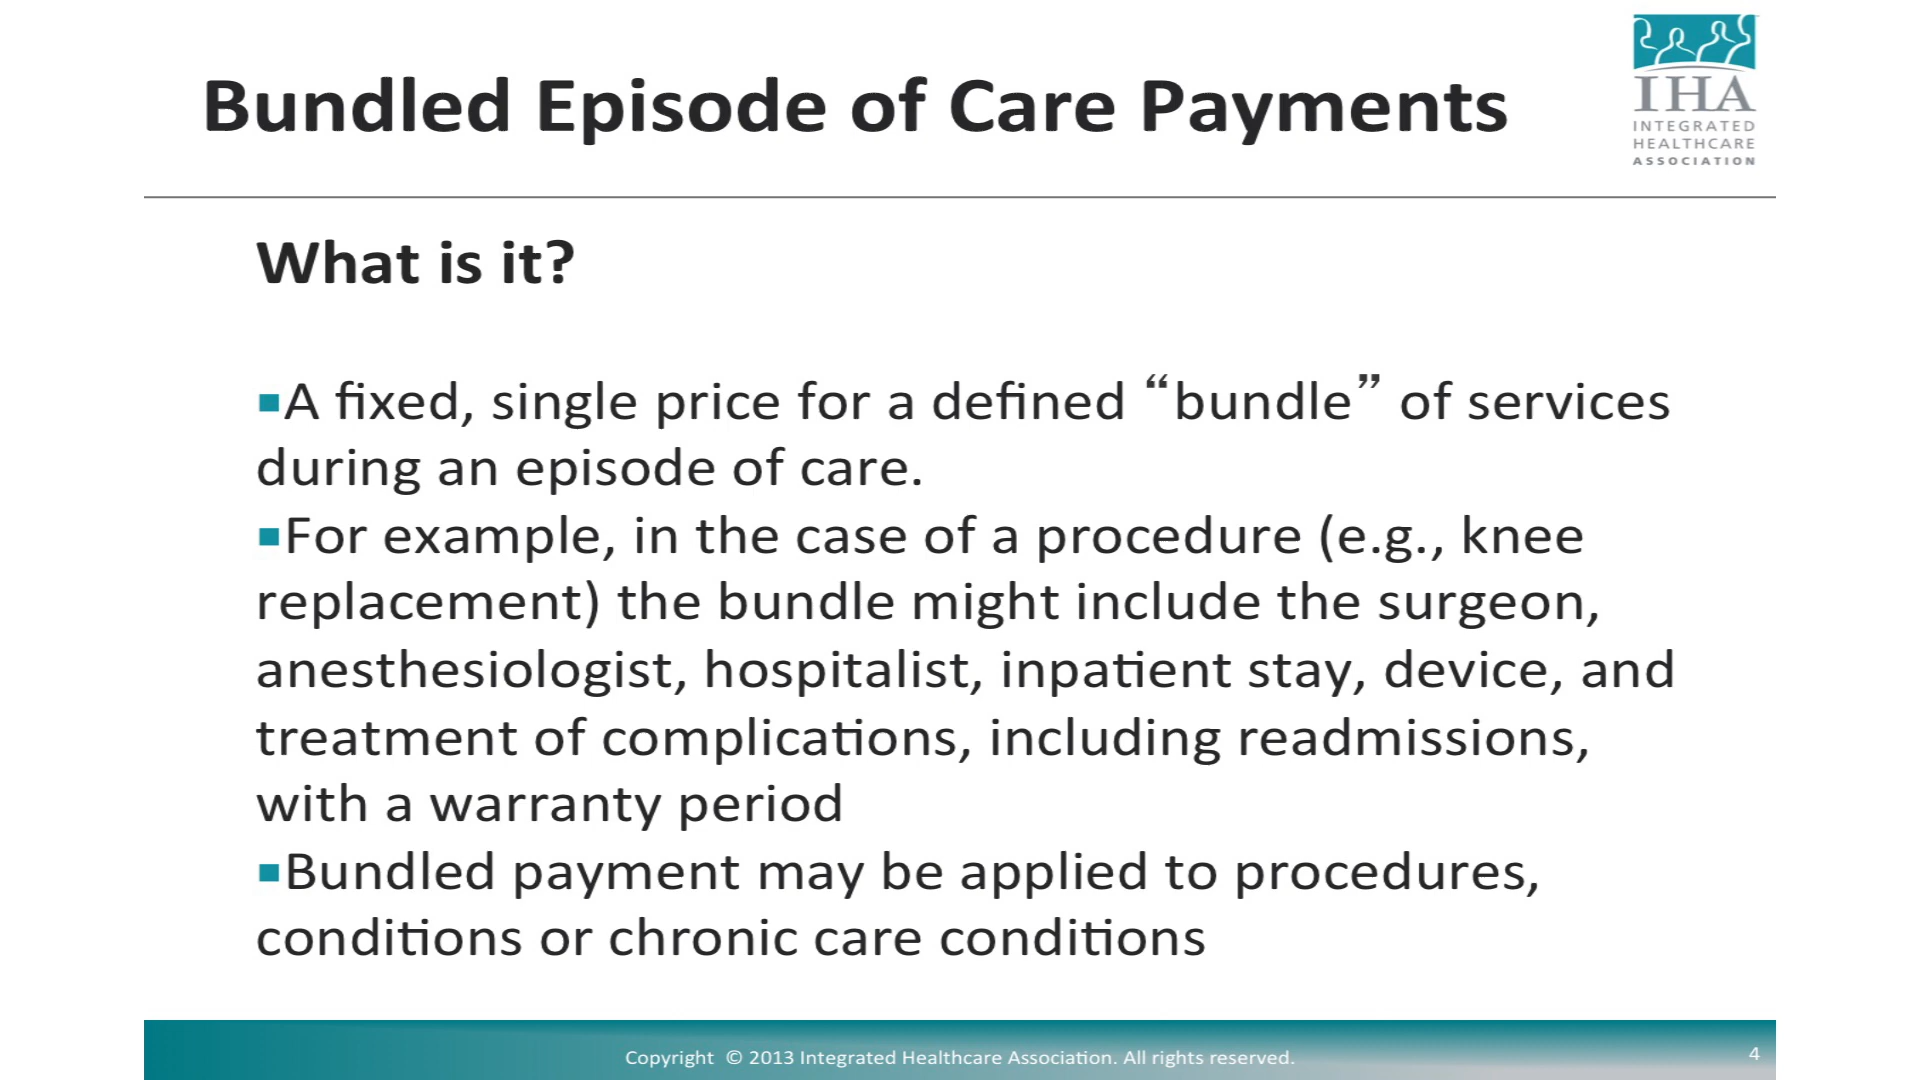 Bundled Episode of Care Payments
IHA
INTEGRATED
HEALTHCARE
ASSOCIATION
What is it?
▪A fixed, single price for a defined “bundle” of services
during an episode of care.
▪For example, in the case of a procedure (e.g., knee
replacement) the bundle might include the surgeon,
anesthesiologist, hospitalist, inpatient stay, device, and
treatment of complications, including readmissions,
with a warranty period
▪Bundled payment may be applied to procedures,
conditions or chronic care conditions
Copyright © 2013 Integrated Healthcare Association. All rights reserved.
4